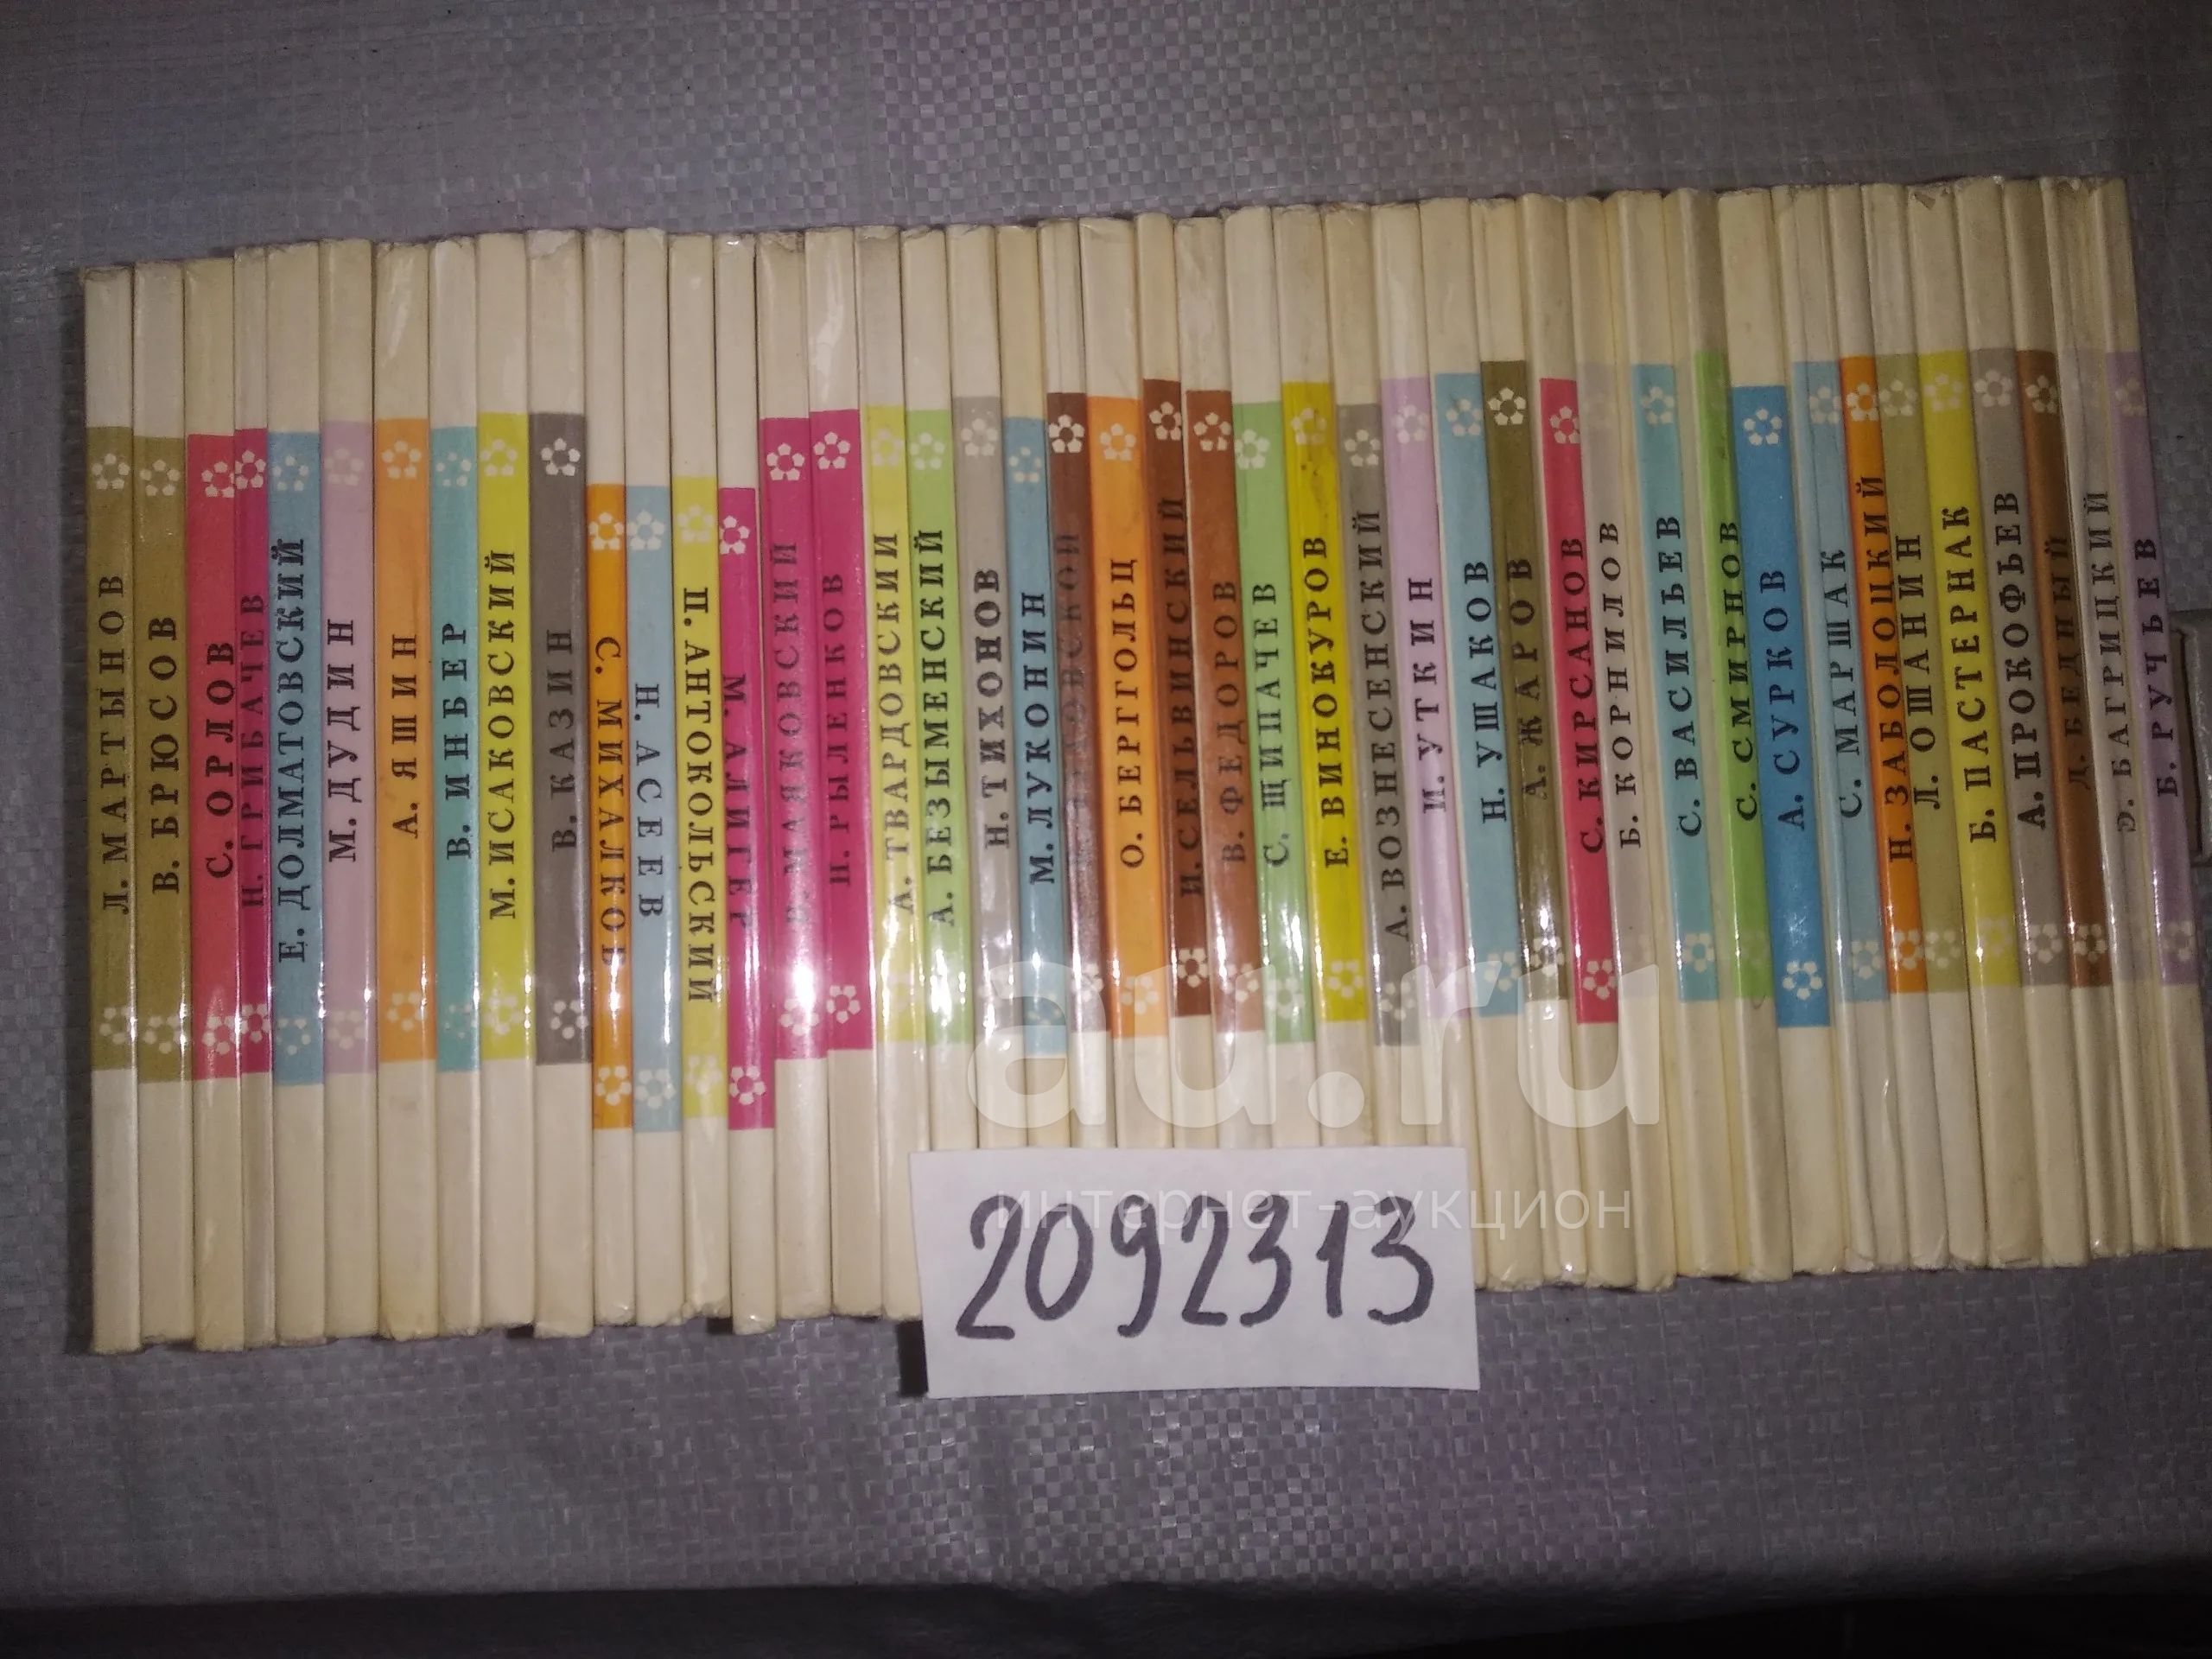 Л. МАРТЫНОВ
В. БРЮСОВ
С. ОРЛОВ
Н. ГРИБАЧЕВ
Е. ДОЛМАТОВСКИЙ
М. ДУДИН
А. ЯШИН
В. ИНБЕР
М. ИСАКОВСКИЙ
В. КАЗИН
С. МИХАЛКОВ
Н. АСЕЕВ
П. АНТОКОЛЬСКИЙ
М. АЛИГЕР
В. МАЯКОВСКИЙ
Н. РЫЛЕНКОВ
А. ТВАРДОВСКИЙ
А. БЕЗЫМЕНСКИЙ
Н. ТИХОНОВ
М. ЛУКОНИН
О. БЕРГГОЛЬЦ
И. СЕЛЬВИНСКИЙ
В. ФЕДОРОВ
С. ЩИПАЧЕВ
Е. ВИНОКУРОВ
А. ВОЗНЕСЕНСКИЙ
И. УТКИН
Н. УШАКОВ
А. ЖАРОВ
С. КИРСАНОВ
Б. КОРНИЛОВ
С. ВАСИЛЬЕВ
С. СМИРНОВ
А. СУРКОВ
С. МАРШАК
Н. ЗАБОЛОЦКИЙ
Л. ОШАНИН
Б. ПАСТЕРНАК
А. ПРОКОФЬЕВ
Д. БЕДНЫЙ
Э. БАГРИЦКИЙ
Б. РУЧЬЕВ
au.ru
интернет-аукцион
2092313